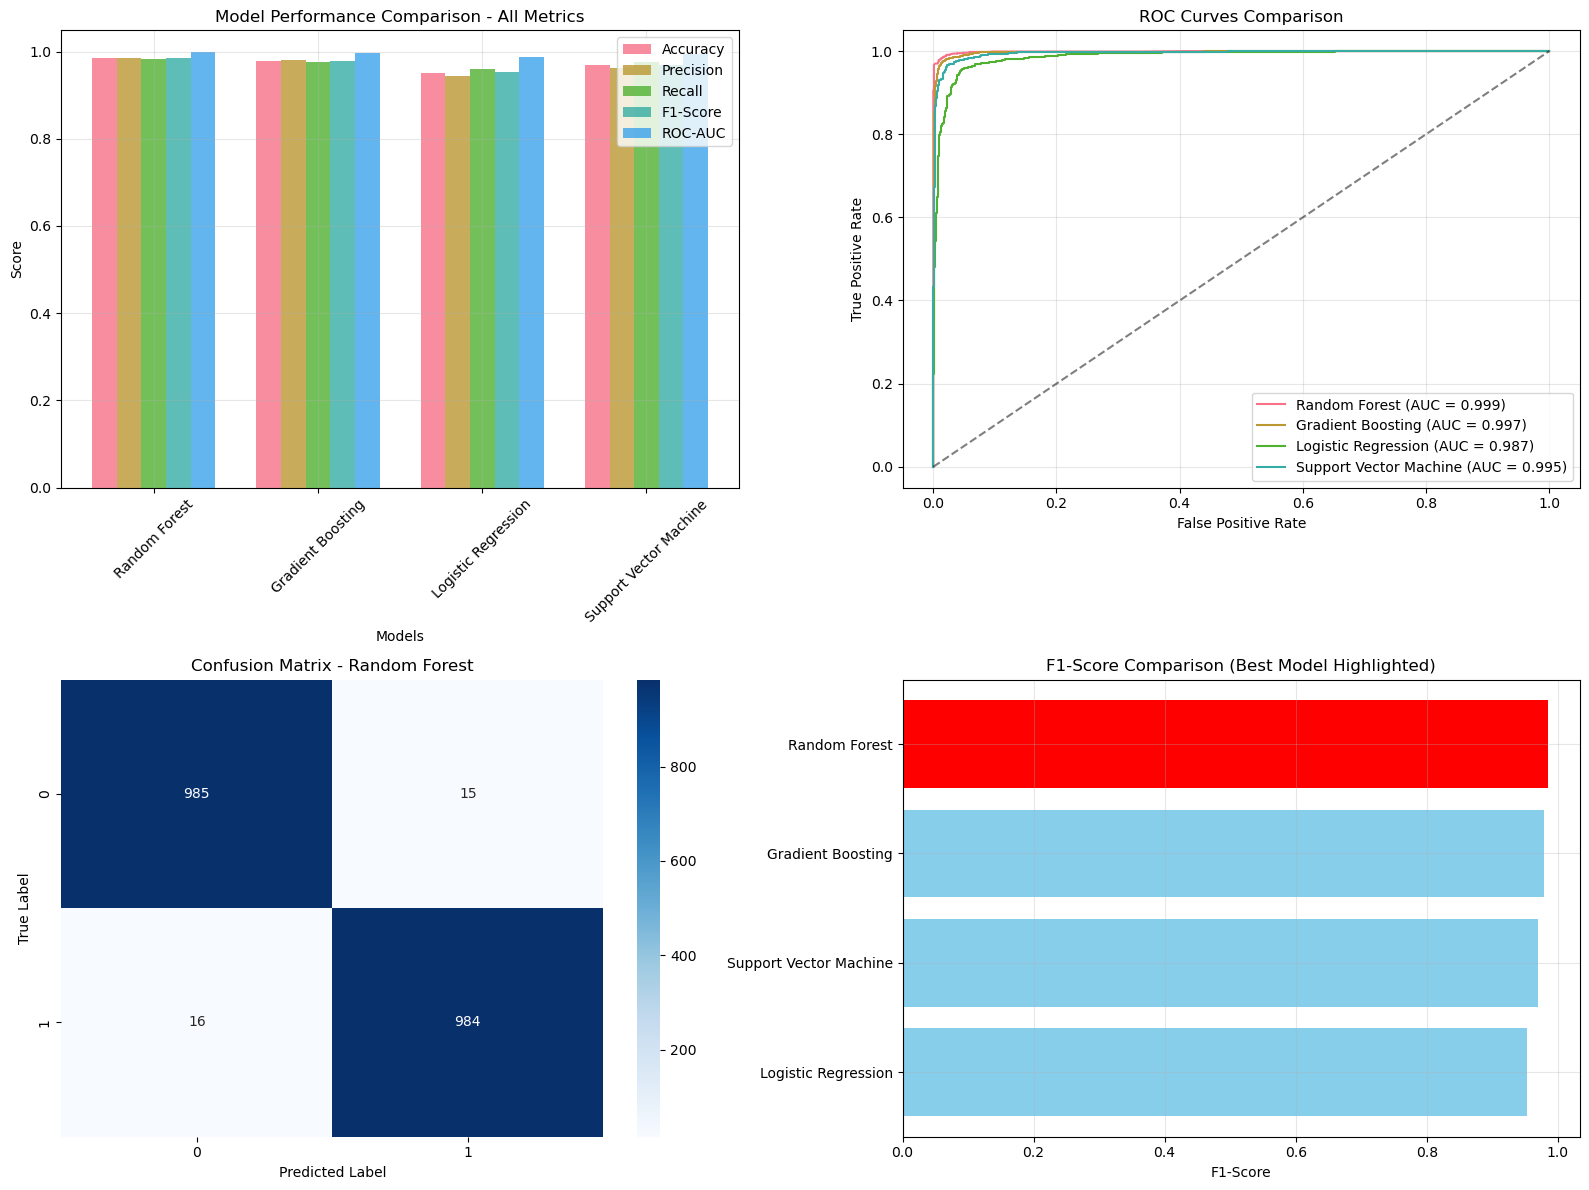 Model Performance Comparison - All Metrics
1.0
0.8
0.6
0.4
0.2
0.0
Score
Accuracy
Precision
Recall
F1-Score
ROC-AUC
Random Forest
Gradient Boosting
Logistic Regression
Support Vector Machine
Models
ROC Curves Comparison
1.0
0.8
0.6
0.4
0.2
0.0
True Positive Rate
Random Forest (AUC = 0.999)
Gradient Boosting (AUC = 0.997)
Logistic Regression (AUC = 0.987)
Support Vector Machine (AUC = 0.995)
0.0 0.2 0.4 0.6 0.8 1.0
False Positive Rate
Confusion Matrix - Random Forest
True Label
0
985 15
1
16 984
0 1
Predicted Label
800
600
400
200
F1-Score Comparison (Best Model Highlighted)
Random Forest
Gradient Boosting
Support Vector Machine
Logistic Regression
0.0 0.2 0.4 0.6 0.8 1.0
F1-Score